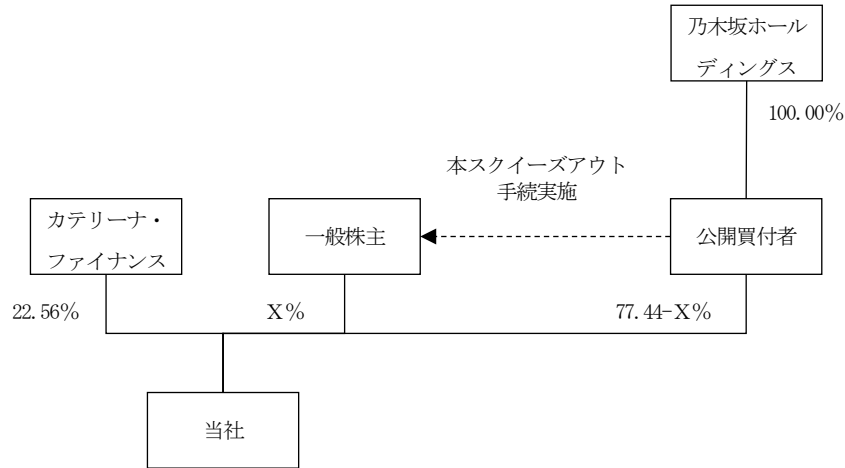 乃木坂ホール
ディングス
100.00%
本スクイーズアウト
手続実施
カテリーナ・
ファイナンス
一般株主
公開買付者
22.56%
X%
77.44-X%
当社